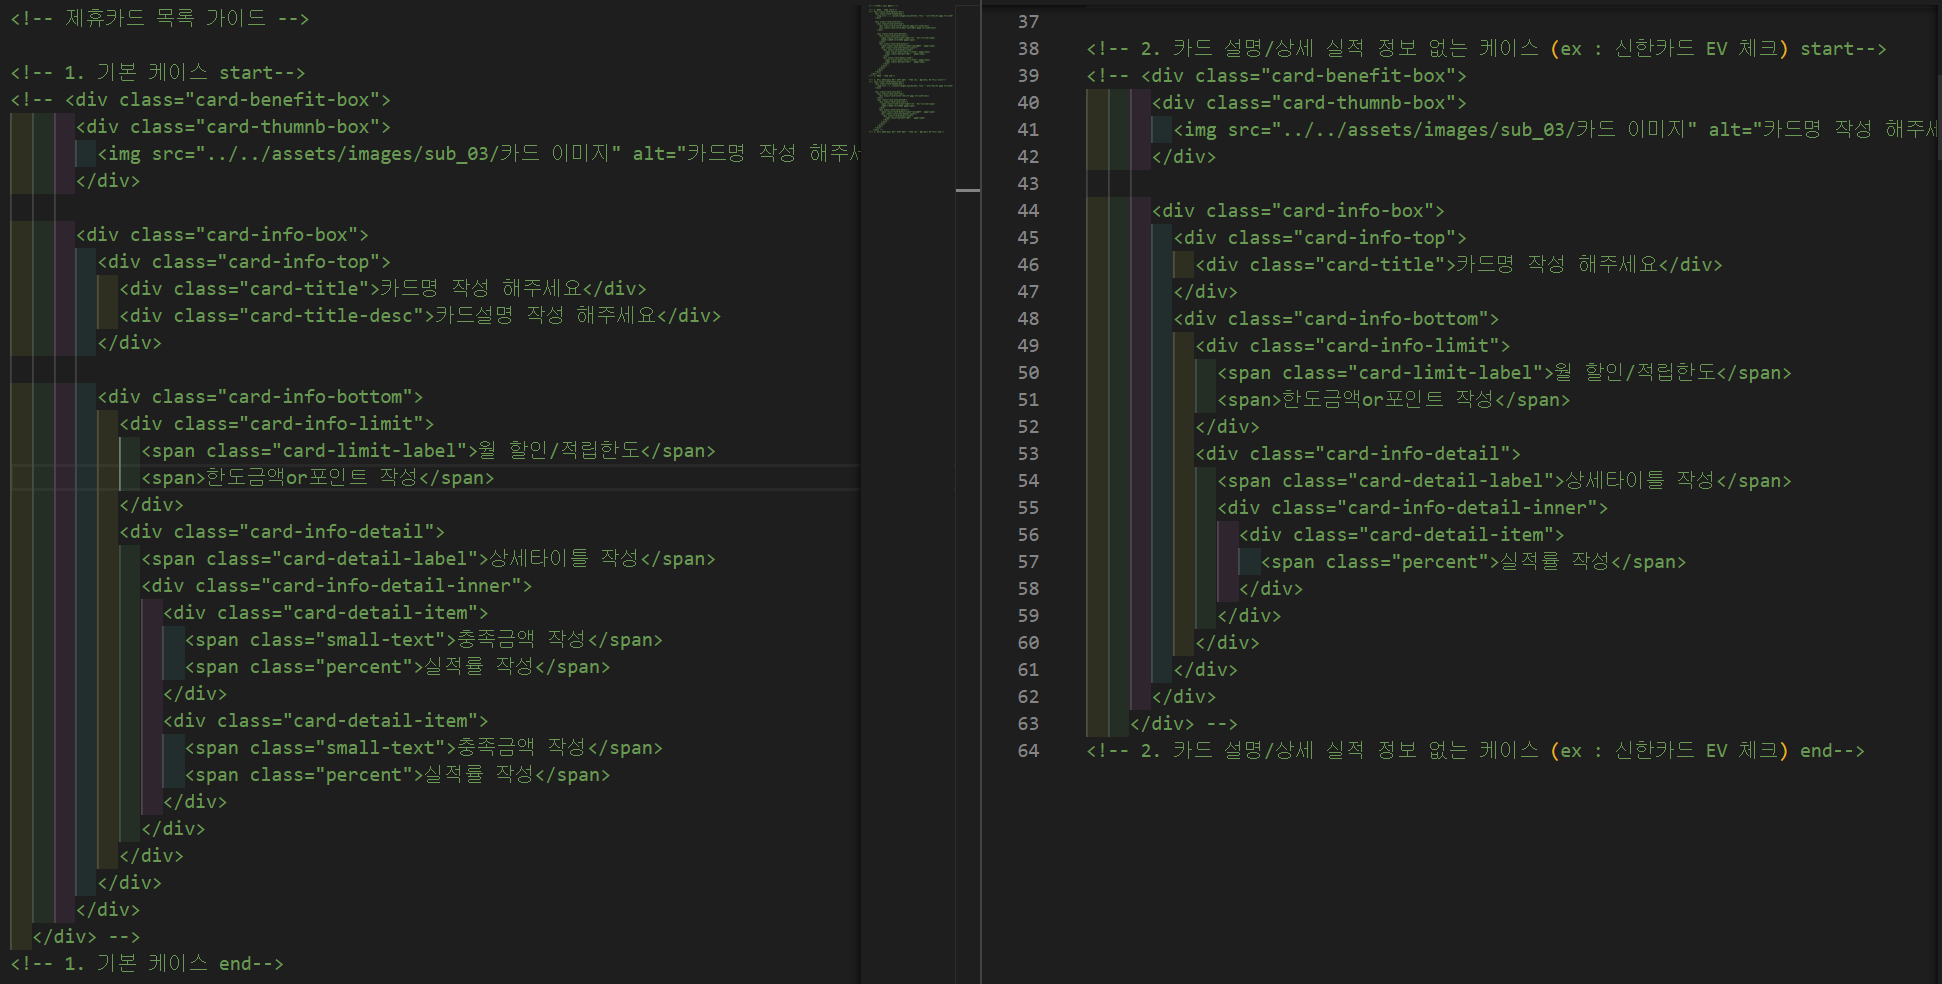 <!-- 제휴카드 목록 가이드 -->
<!-- 1. 기본 케이스 start-->
<!-- <div class="card-benefit-box">
<div class="card-thumnb-box">
<img src="../../assets/images/sub_03/카드 이미지" alt="카드명 작성 해주세
</div>
<div class="card-info-box">
<div class="card-info-top">
<div class="card-title">카드명 작성 해주세요</div>
<div class="card-title-desc">카드설명 작성 해주세요</div>
</div>
<div class="card-info-bottom">
<div class="card-info-limit">
<span class="card-limit-label">월 할인/적립한도</span>
<span>한도금액or포인트 작성</span>
</div>
<div class="card-info-detail">
<span class="card-detail-label">상세타이틀 작성</span>
<div class="card-info-detail-inner">
<div class="card-detail-item">
<span class="small-text">충족금액 작성</span>
<span class="percent">실적률 작성</span>
</div>
<div class="card-detail-item">
<span class="small-text">충족금액 작성</span>
<span class="percent">실적률 작성</span>
</div>
</div>
</div>
</div>
</div>
</div> -->
<!-- 1. 기본 케이스 end-->
37
38 <!-- 2. 카드 설명/상세 실적 정보 없는 케이스 (ex : 신한카드 EV 체크) start-->
39 <!-- <div class="card-benefit-box">
40 <div class="card-thumnb-box">
41 <img src="../../assets/images/sub_03/카드 이미지" alt="카드명 작성 해주세
42 </div>
43
44 <div class="card-info-box">
45 <div class="card-info-top">
46 <div class="card-title">카드명 작성 해주세요</div>
47 </div>
48 <div class="card-info-bottom">
49 <div class="card-info-limit">
50 <span class="card-limit-label">월 할인/적립한도</span>
51 <span>한도금액or포인트 작성</span>
52 </div>
53 <div class="card-info-detail">
54 <span class="card-detail-label">상세타이틀 작성</span>
55 <div class="card-info-detail-inner">
56 <div class="card-detail-item">
57 <span class="percent">실적률 작성</span>
58 </div>
59 </div>
60 </div>
61 </div>
62 </div>
63 </div> -->
64 <!-- 2. 카드 설명/상세 실적 정보 없는 케이스 (ex : 신한카드 EV 체크) end-->